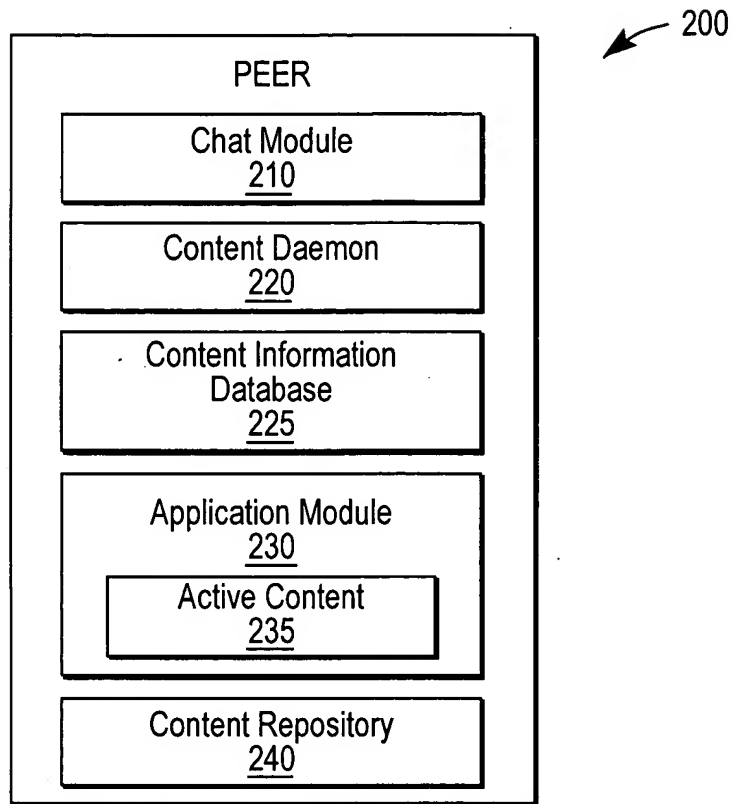 200
PEER
Chat Module
210
Content Daemon
220
Content Information
Database
225
Application Module
230
Active Content
235
Content Repository
240